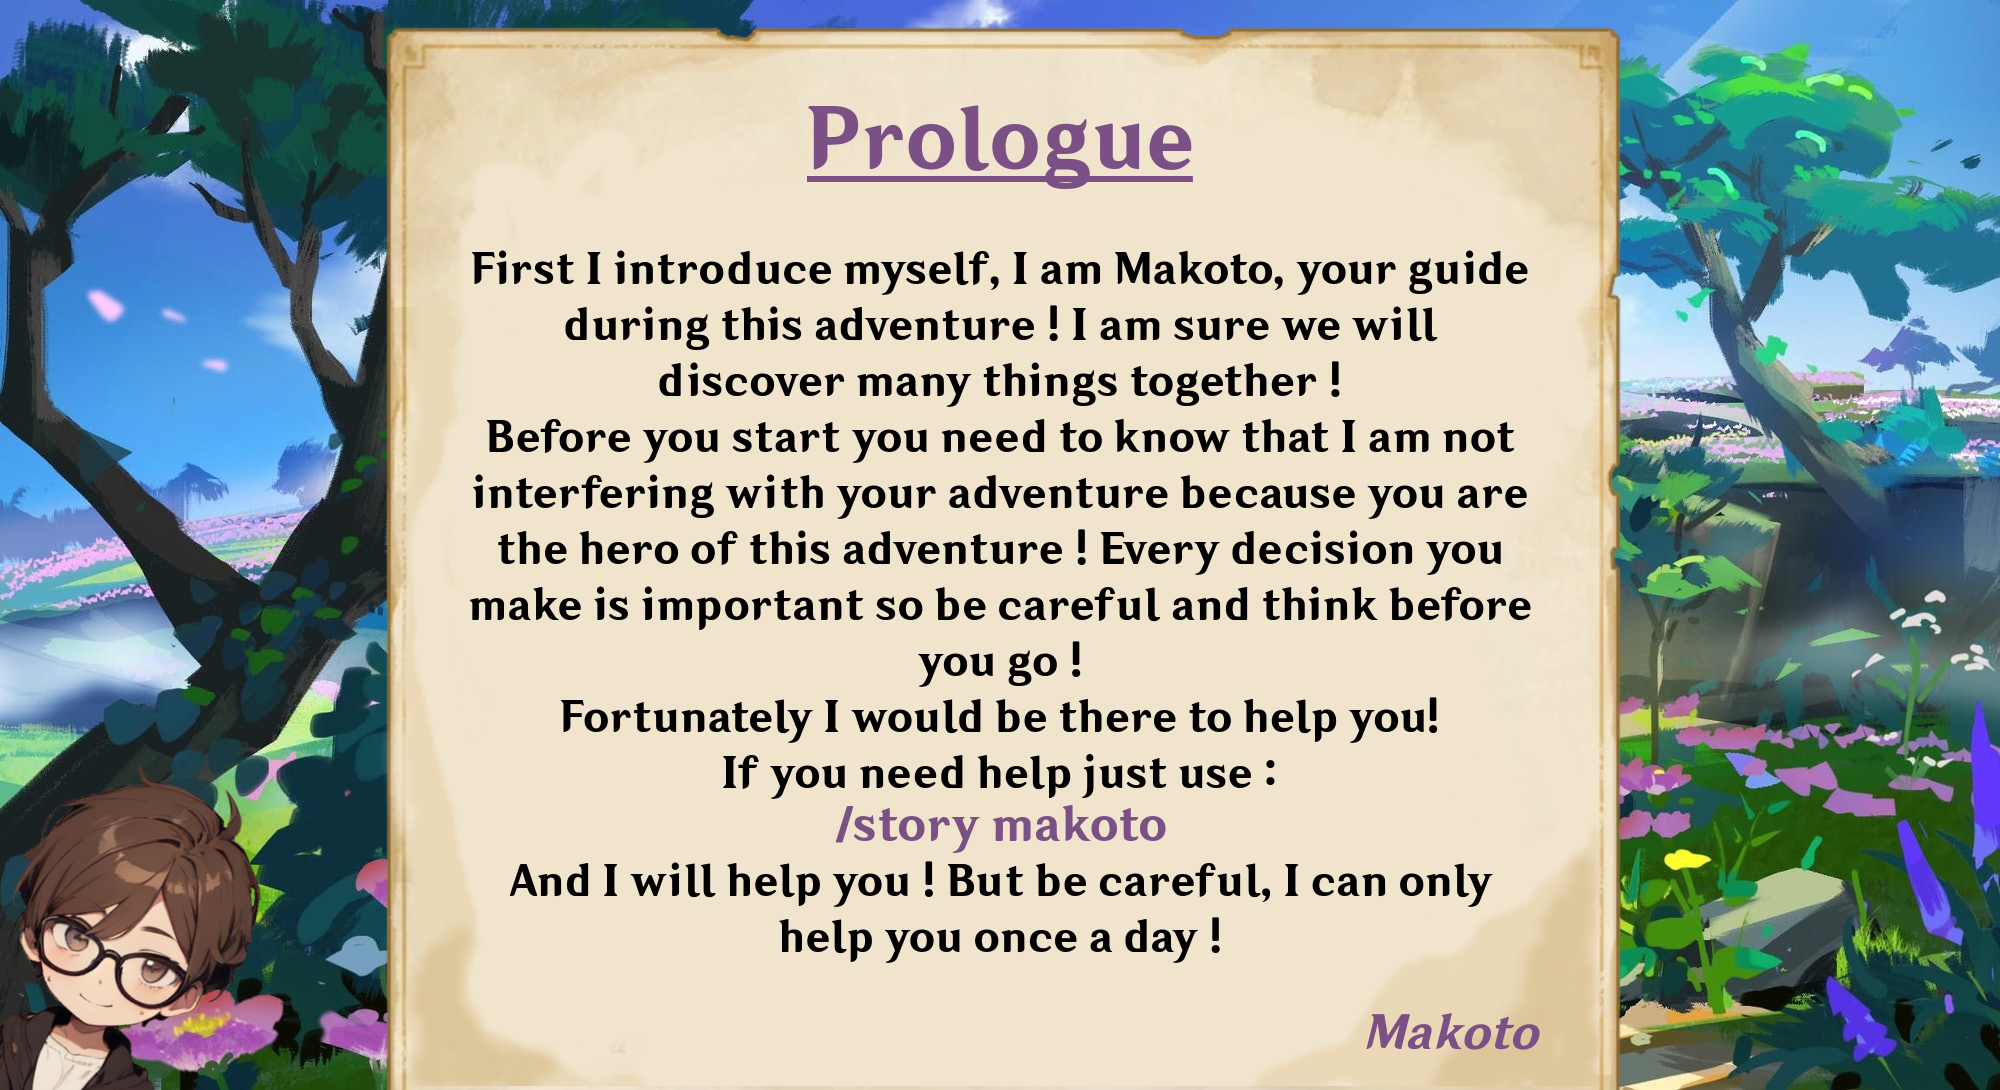 Prologue
First I introduce myself, I am Makoto, your guide
during this adventure ! I am sure we will
discover many things together !
Before you start you need to know that I am not
interfering with your adventure because you are
the hero of this adventure ! Every decision you
make is important so be careful and think before
you go !
Fortunately I would be there to help you!
If you need help just use :
/story makoto
And I will help you ! But be careful, I can only
help you once a day !
Makoto